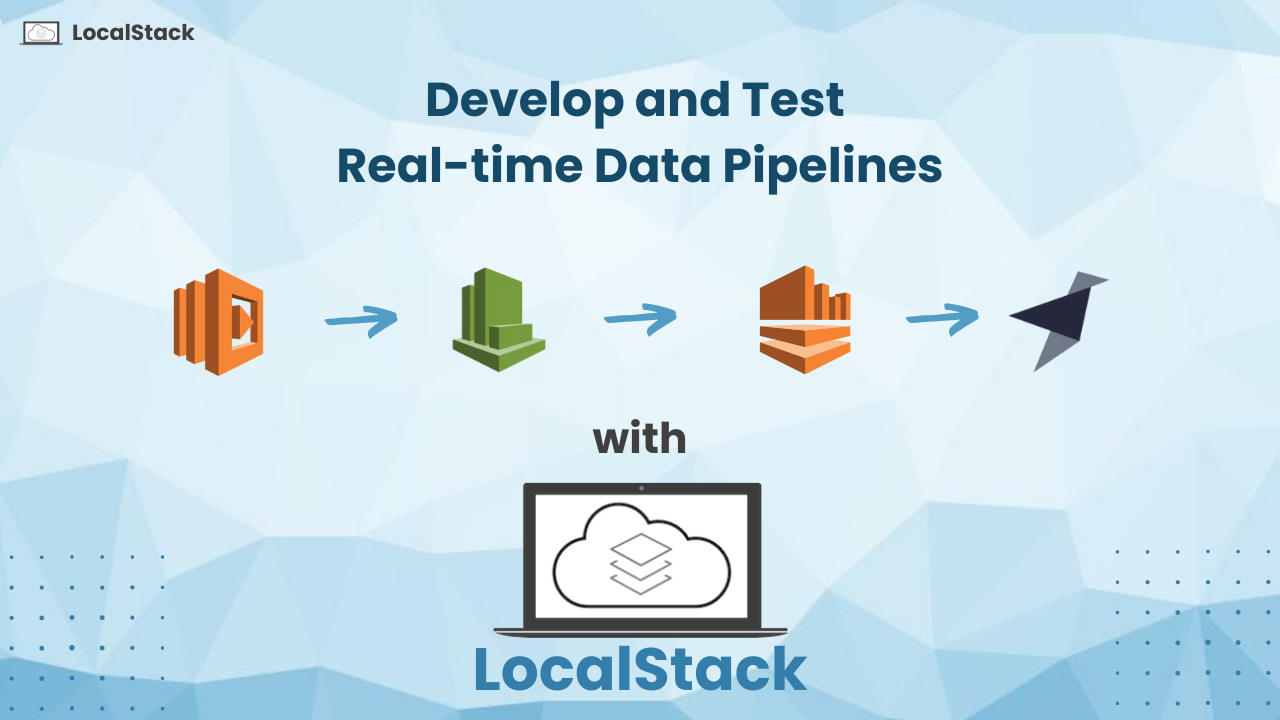 LocalStack
Develop and Test
Real-time Data Pipelines
with
LocalStack